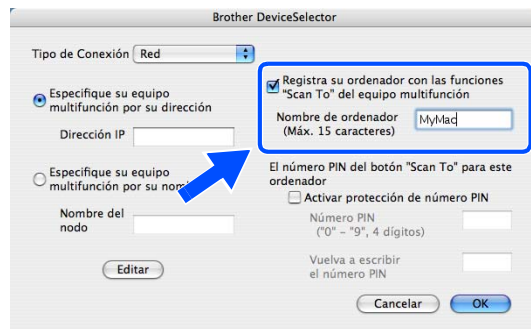 Brother DeviceSelector
Tipo de Conexión
Red
Especifique su equipo
multifunción por su dirección
Dirección IP
Especifique su equipo
multifunción por su
Nombre del
nodo
Editar
Registra su ordenador con las funciones
"Scan To" del equipo multifunción
Nombre de ordenador
(Máx. 15 caracteres)
MyMac
El número PIN del botón "Scan To" para este
ordenador
Activar protección de número PIN
Número PIN
("0" – "9", 4 dígitos)
Vuelva a escribir
el número PIN
Cancelar
OK